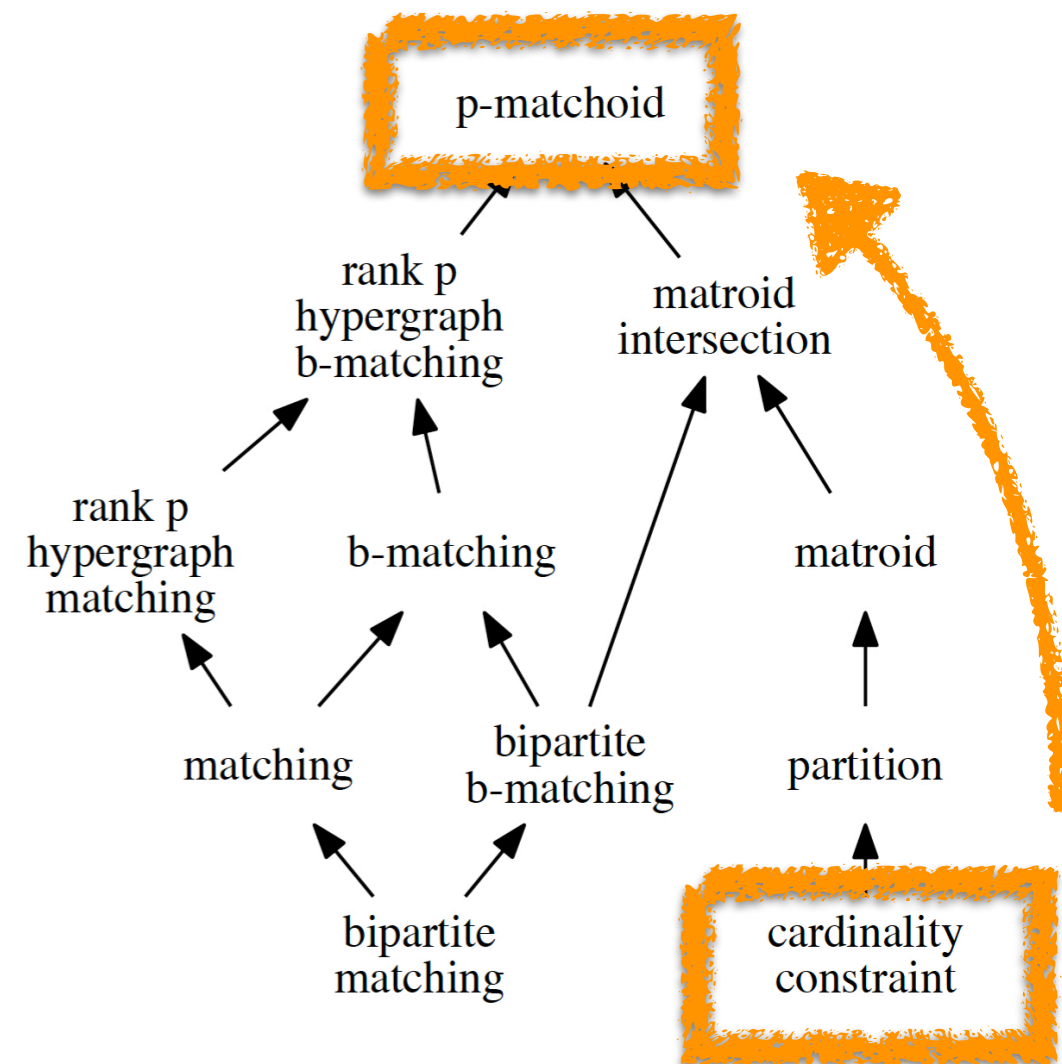 p-matchoid
rank p
hypergraph
b-matching
matroid
intersection
rank p
hypergraph
matching
b-matching
matroid
matching
bipartite
b-matching
partition
bipartite
matching
cardinality
constraint